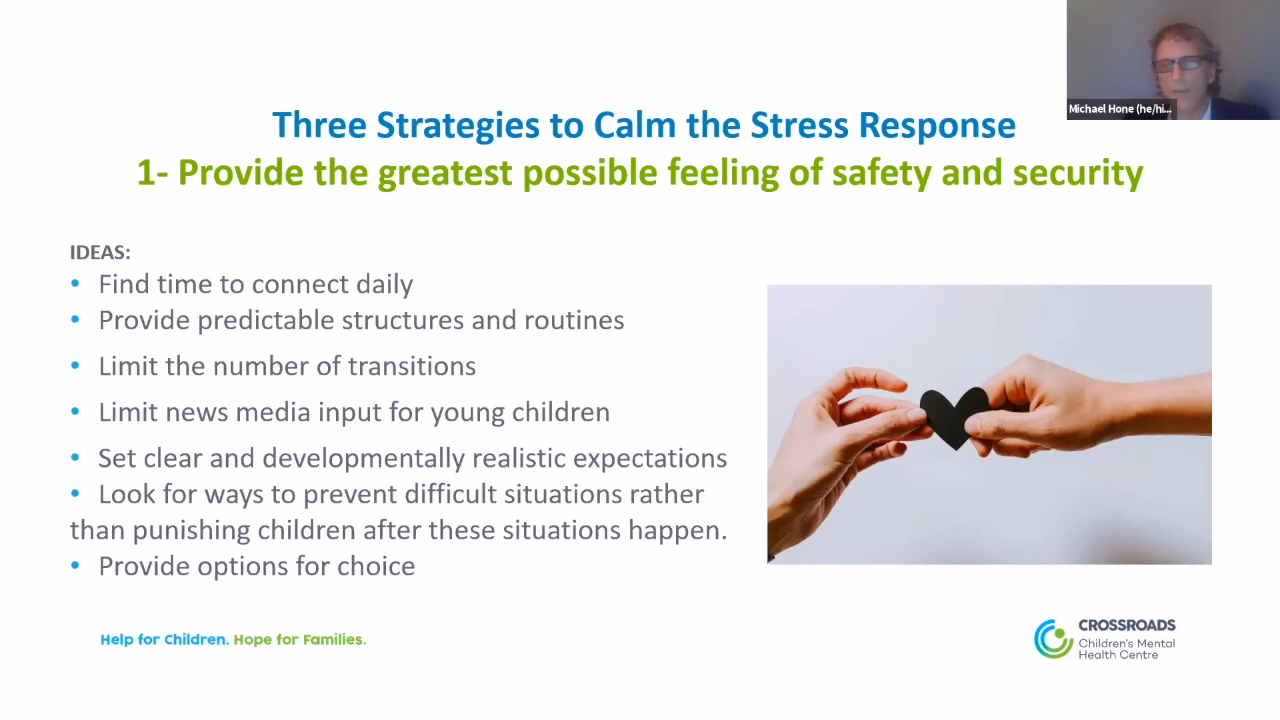 Michael Hone (he/hi...
Three Strategies to Calm the Stress Response
1- Provide the greatest possible feeling of safety and security
IDEAS:
• Find time to connect daily
• Provide predictable structures and routines
• Limit the number of transitions
• Limit news media input for young children
• Set clear and developmentally realistic expectations
• Look for ways to prevent difficult situations rather
than punishing children after these situations happen.
• Provide options for choice
Help for Children. Hope for Families.
CROSSROADS
Children's Mental
Health Centre